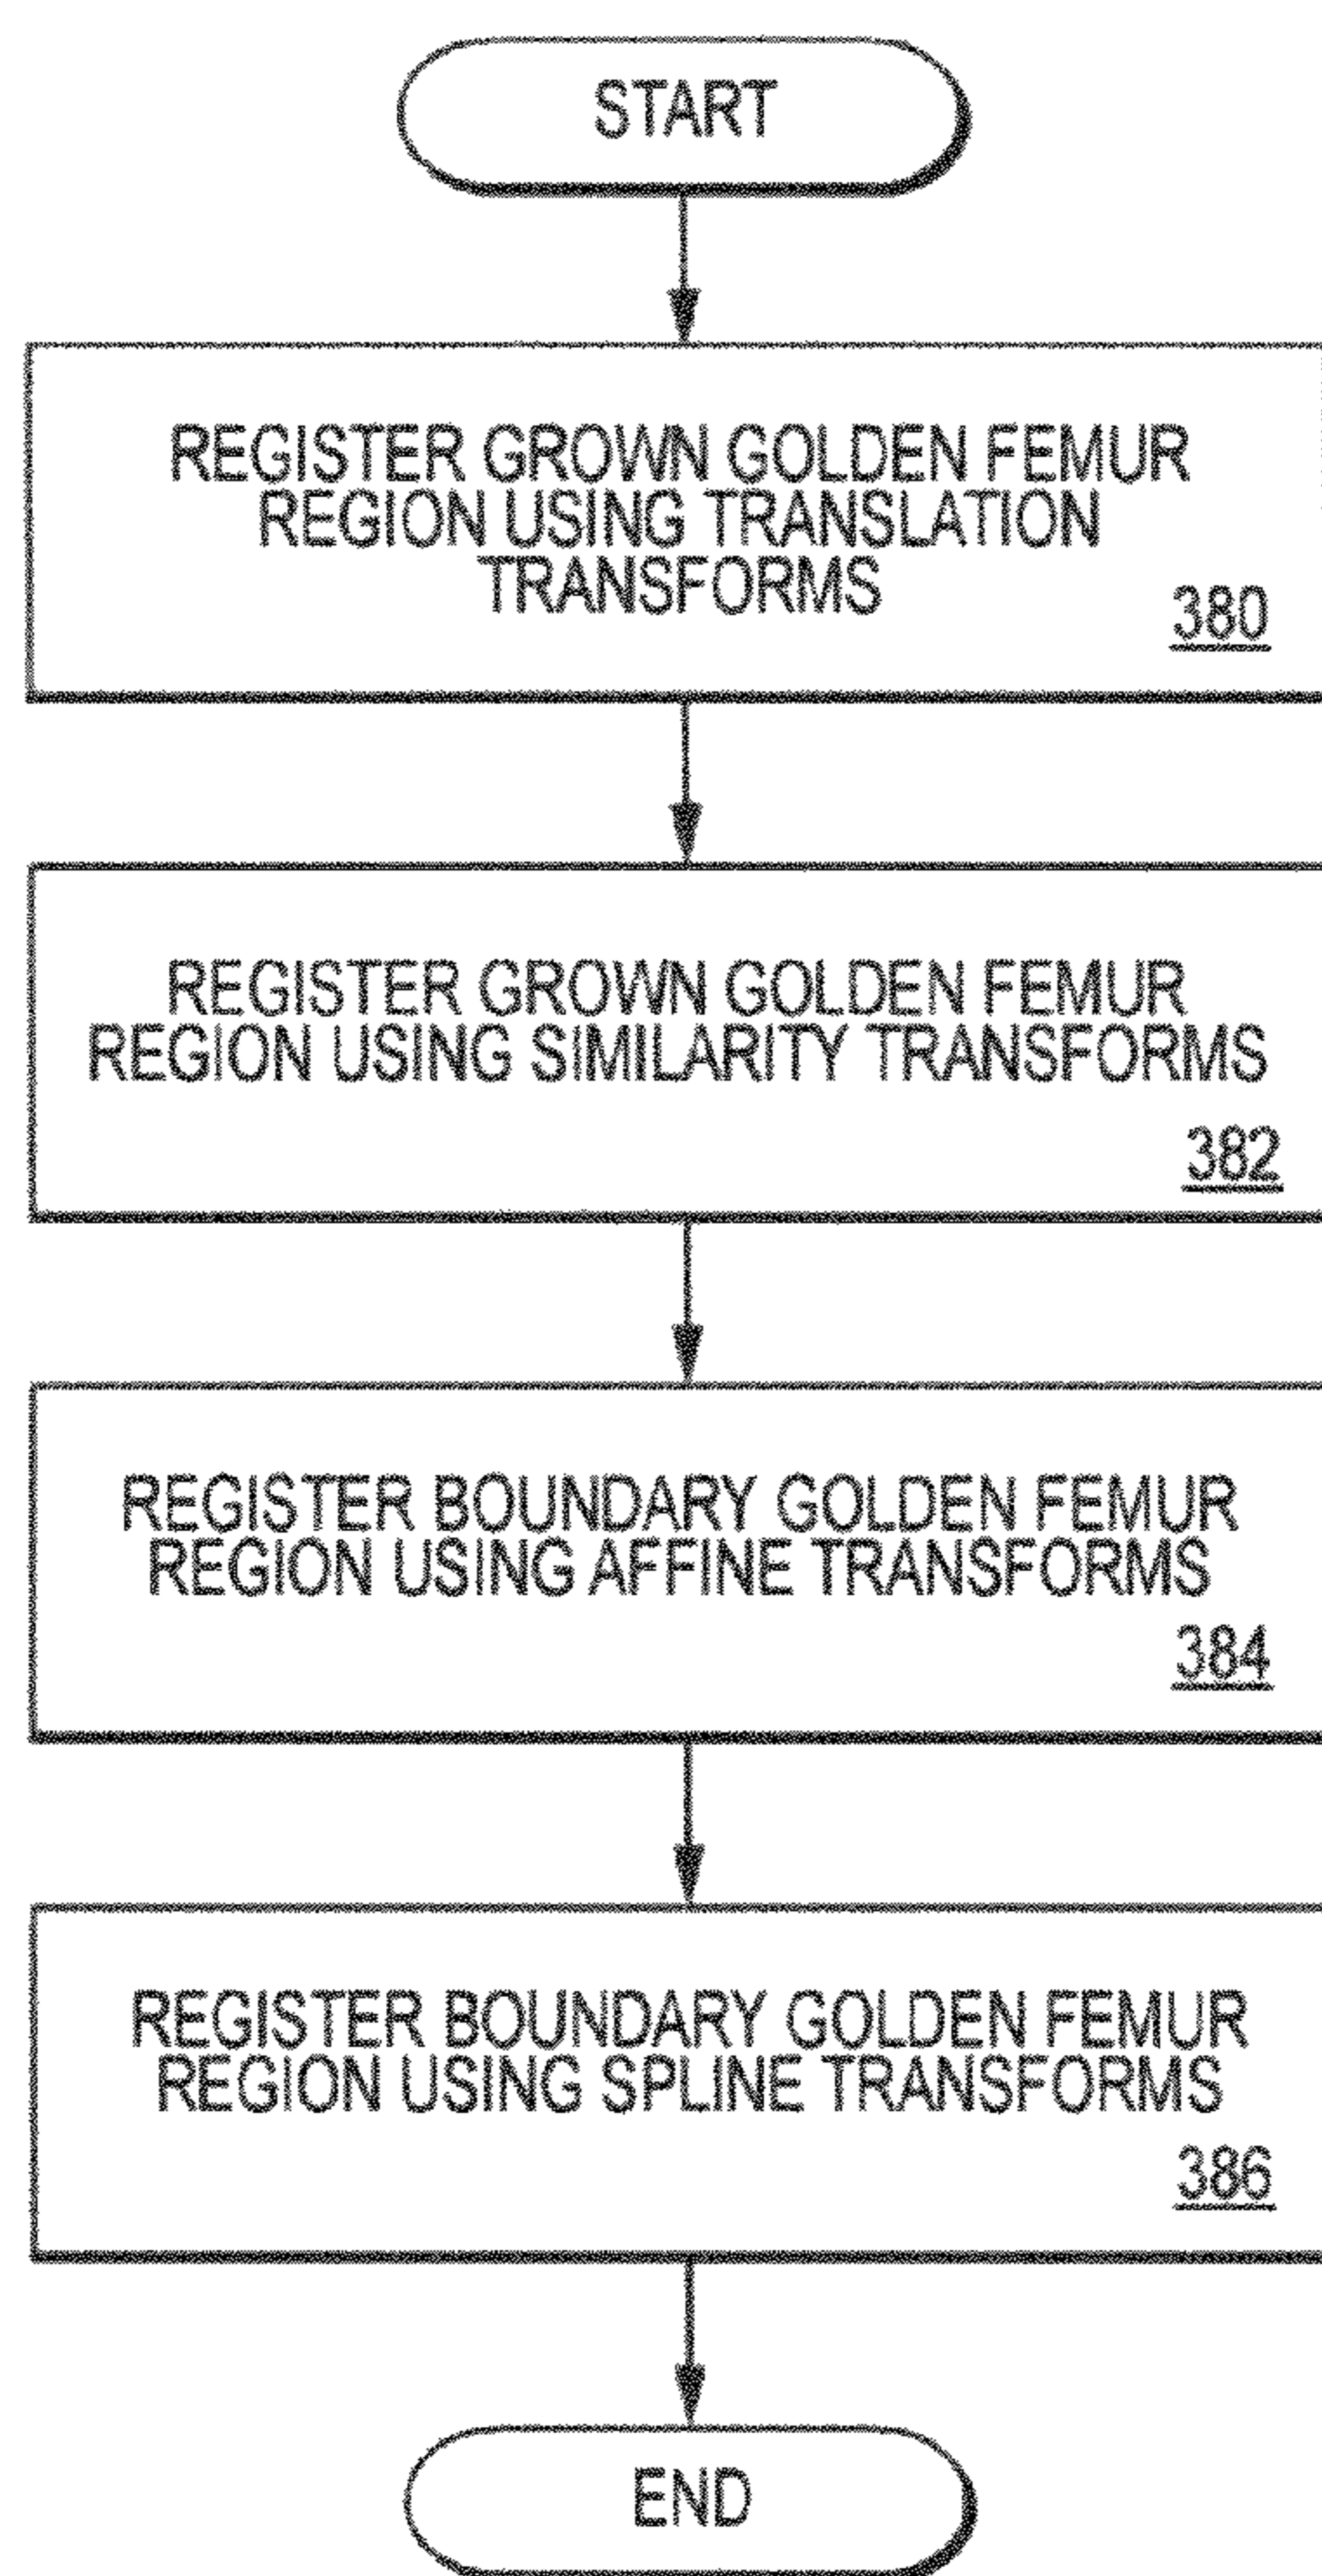 START
REGISTER GROWN GOLDEN FEMUR
REGION USING TRANSLATION
TRANSFORMS
380
REGISTER GROWN GOLDEN FEMUR
REGION USING SIMILARITY TRANSFORMS
382
REGISTER BOUNDARY GOLDEN FEMUR
REGION USING AFFINE TRANSFORMS
384
REGISTER BOUNDARY GOLDEN FEMUR
REGION USING SPLINE TRANSFORMS
386
END